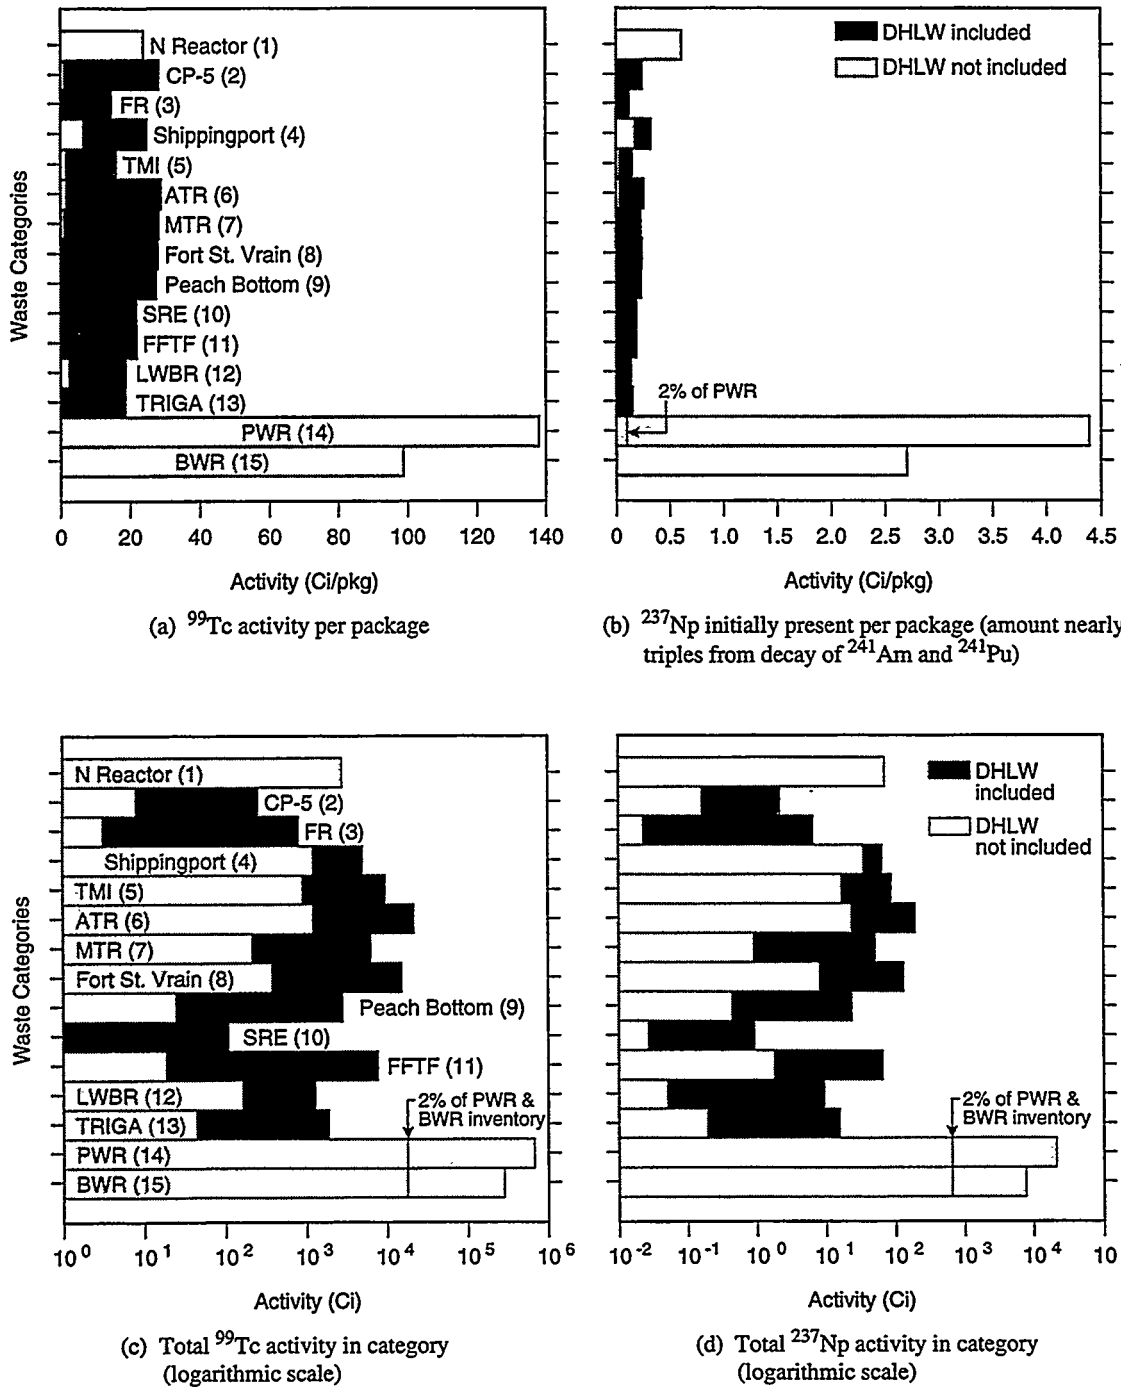 Waste Categories
N Reactor (1)
CP-5 (2)
FR (3)
Shippingport (4)
TMI (5)
ATR (6)
MTR (7)
Fort St. Vrain (8)
Peach Bottom (9)
SRE (10)
FFTF (11)
LWBR (12)
TRIGA (13)
PWR (14)
BWR (15)
0 20 40 60 80 100 120 140
Activity (Ci/pkg)
(a) ⁹⁹Tc activity per package
DHLW included
DHLW not included
2% of PWR
0 0.5 1.0 1.5 2.0 2.5 3.0 3.5 4.0 4.5
Activity (Ci/pkg)
(b) ²³⁷Np initially present per package (amount nearly
triples from decay of ²⁴¹Am and ²⁴¹Pu)
Waste Categories
N Reactor (1)
CP-5 (2)
FR (3)
Shippingport (4)
TMI (5)
ATR (6)
MTR (7)
Fort St. Vrain (8)
Peach Bottom (9)
SRE (10)
FFTF (11)
LWBR (12)
TRIGA (13)
PWR (14)
BWR (15)
2% of PWR &
BWR inventory
10⁰ 10¹ 10² 10³ 10⁴ 10⁵ 10⁶
Activity (Ci)
(c) Total ⁹⁹Tc activity in category
(logarithmic scale)
DHLW
included
DHLW
not included
2% of PWR &
BWR inventory
10⁻² 10⁻¹ 10⁰ 10¹ 10² 10³ 10⁴ 10
Activity (Ci)
(d) Total ²³⁷Np activity in category
(logarithmic scale)